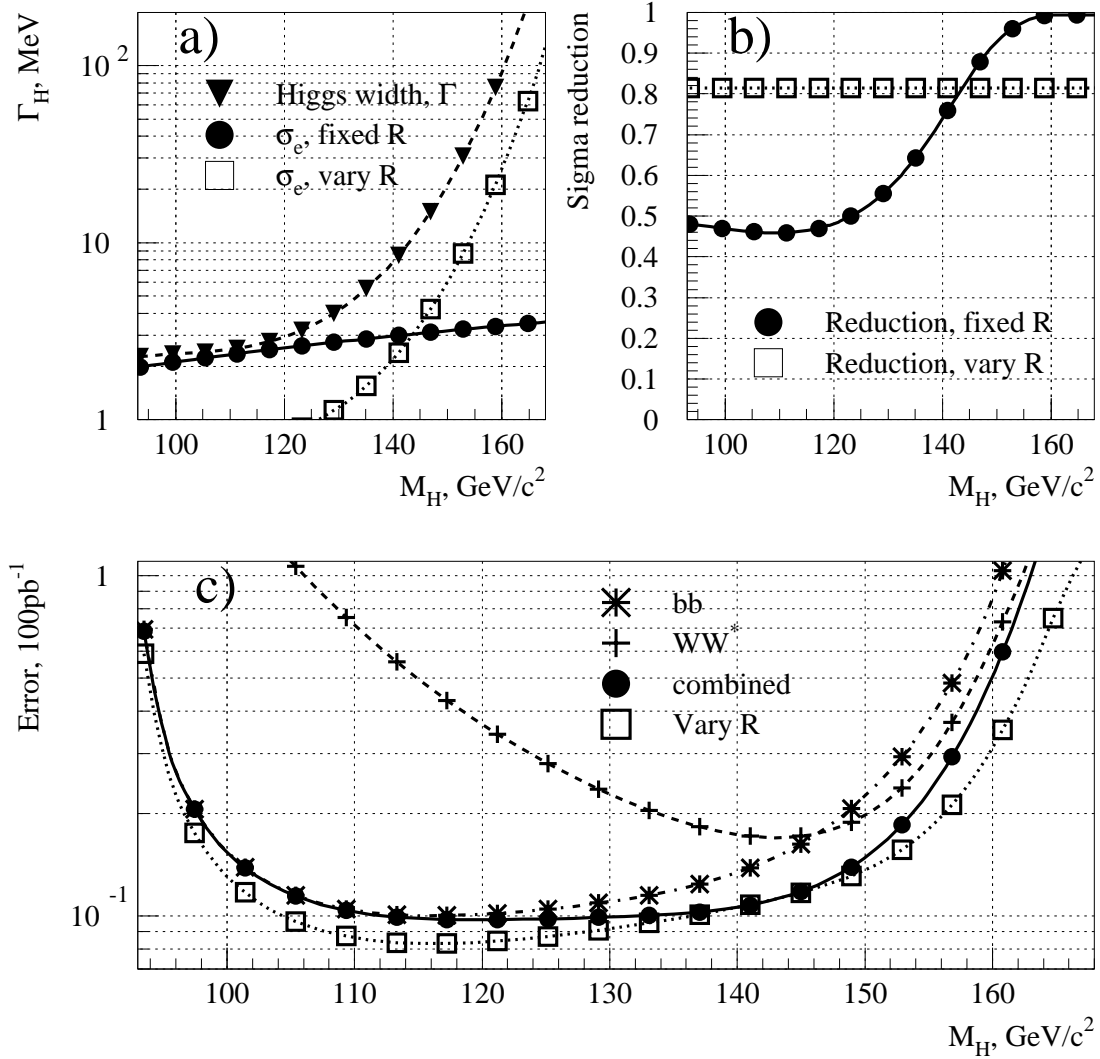 a)
Γ_H, MeV
10^2
10
1
Higgs width, Γ
σ_e, fixed R
σ_e, vary R
100 120 140 160
M_H, GeV/c^2
b)
Sigma reduction
1
0.9
0.8
0.7
0.6
0.5
0.4
0.3
0.2
0.1
0
Reduction, fixed R
Reduction, vary R
100 120 140 160
M_H, GeV/c^2
c)
Error, 100pb^-1
1
10^-1
bb
WW^*
combined
Vary R
100 110 120 130 140 150 160
M_H, GeV/c^2